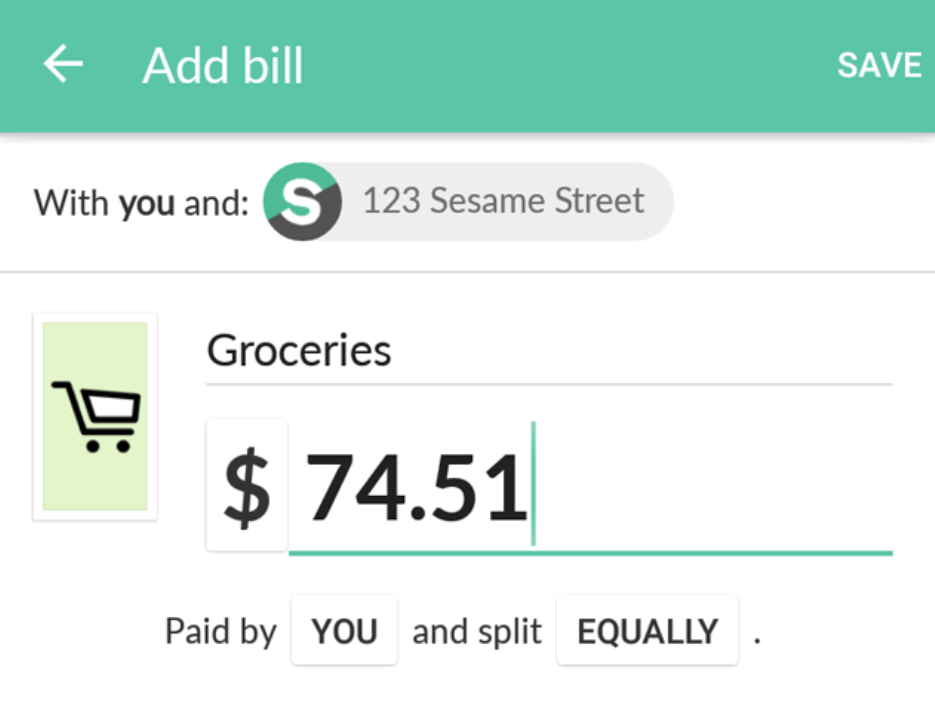 Add bill SAVE
With you and: S 123 Sesame Street
Groceries
$ 74.51
Paid by YOU and split EQUALLY .